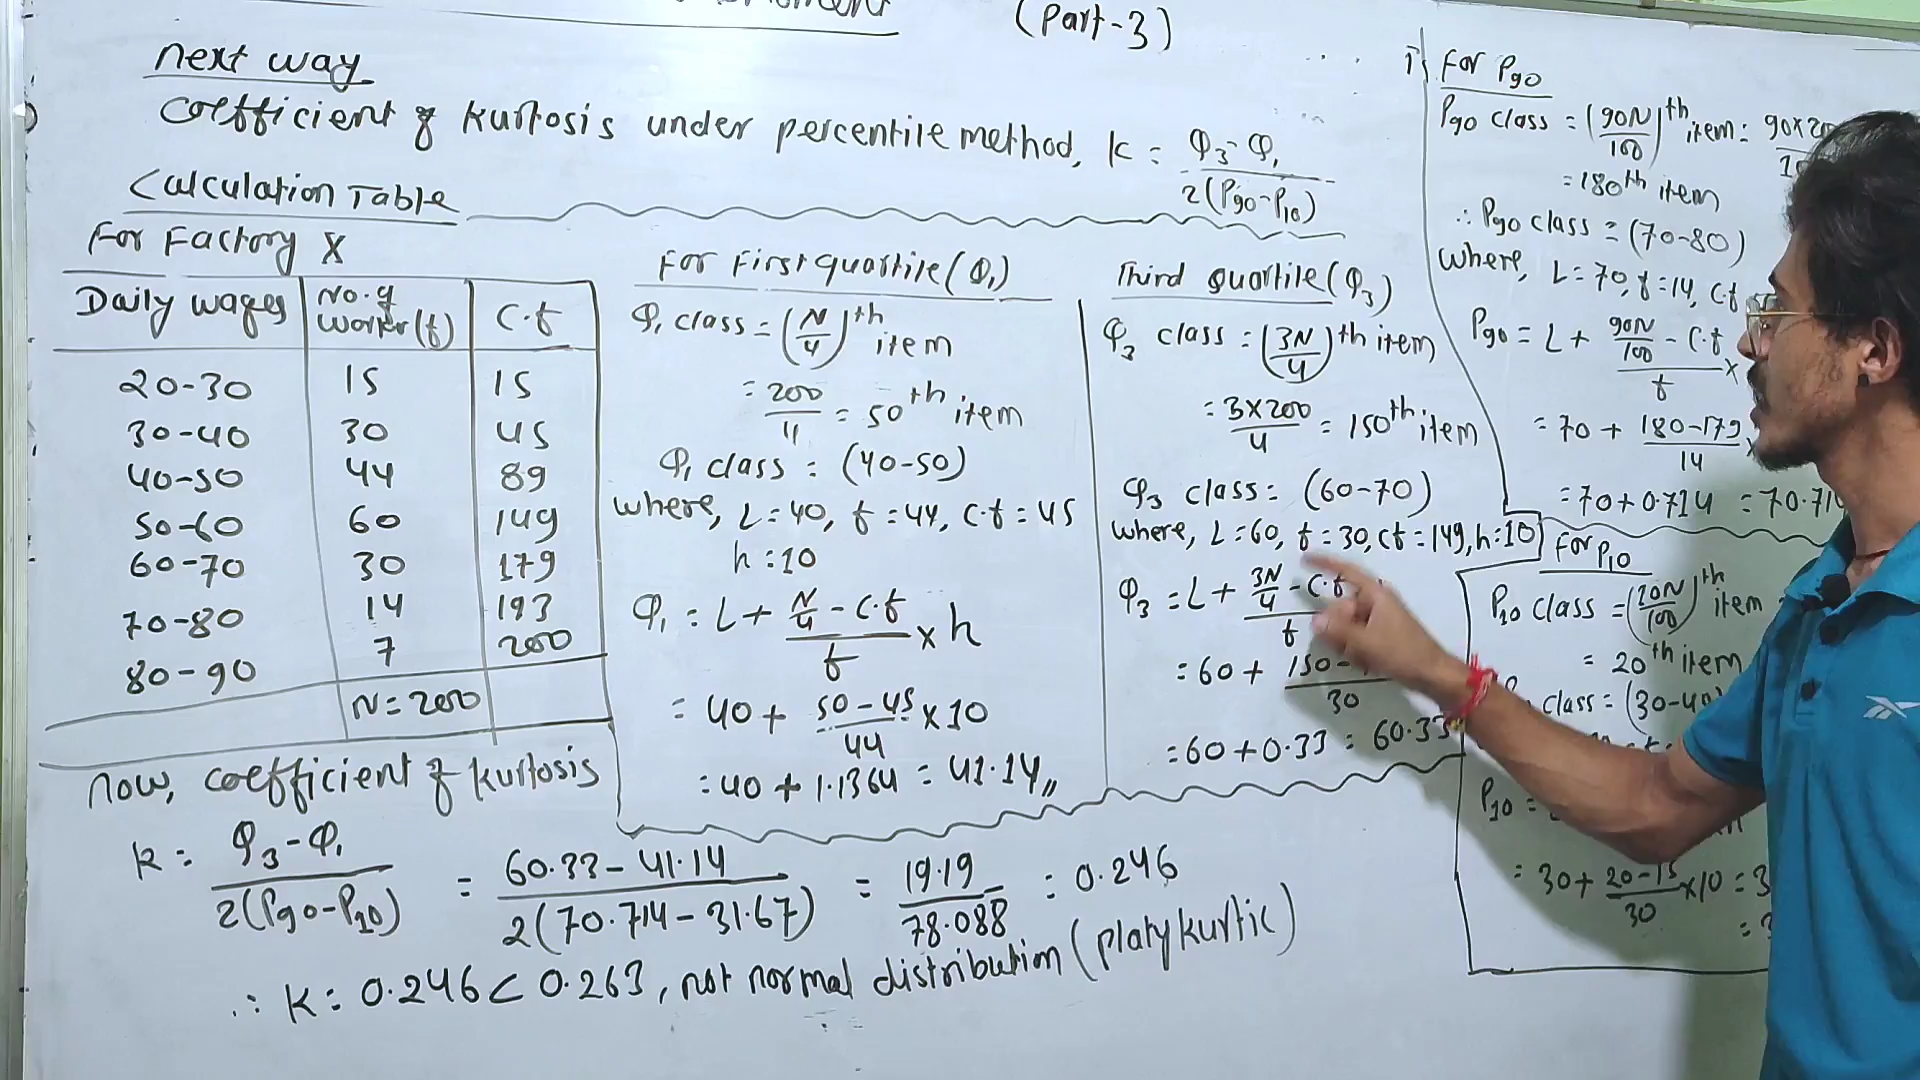 (Part-3)
next way
coefficient of kurtosis under percentile method, K = Q3-Q1 / 2(P90-P10)
Calculation Table
For Factory X
Daily wages | No. of worker (f) | C.f
20-30 15 15
30-40 30 45
40-50 44 89
50-60 60 149
60-70 30 179
70-80 14 193
80-90 7 200
N=200
now, coefficient of kurtosis
k = Q3-Q1 / 2(P90-P10) = 60.33-41.14 / 2(70.714-31.67) = 19.19 / 78.088 = 0.246
∴ K = 0.246 < 0.263, not normal distribution (platykurtic)
For First quartile (Q1)
Q1 class = (N/4)th item
= 200/4 = 50th item
Q1 class = (40-50)
where, L=40, f=44, C.f=45
h=10
Q1 = L + N/4 - C.f / f × h
= 40 + 50-45 / 44 × 10
= 40 + 1.1364 = 41.14,,
Third Quartile (Q3)
Q3 class = (3N/4)th item
= 3×200 / 4 = 150th item
Q3 class = (60-70)
where, L=60, f=30, cf=149, h=10
Q3 = L + 3N/4 - C.f / f
= 60 + 150- / 30
= 60+0.33 = 60.33
For P90
P90 class = (90N/100)th item = 90×20
= 180th item
∴ P90 class = (70-80)
where, L=70, f=14, C.f
P90 = L + 90N/100 - C.f / f ×
= 70 + 180-179 / 14
= 70+0.714 = 70.714
For P10
P10 class = (10N/100)th item
= 20th item
class = (30-40)
P10 =
= 30 + 20-15 / 30 ×10 = 3
= 3